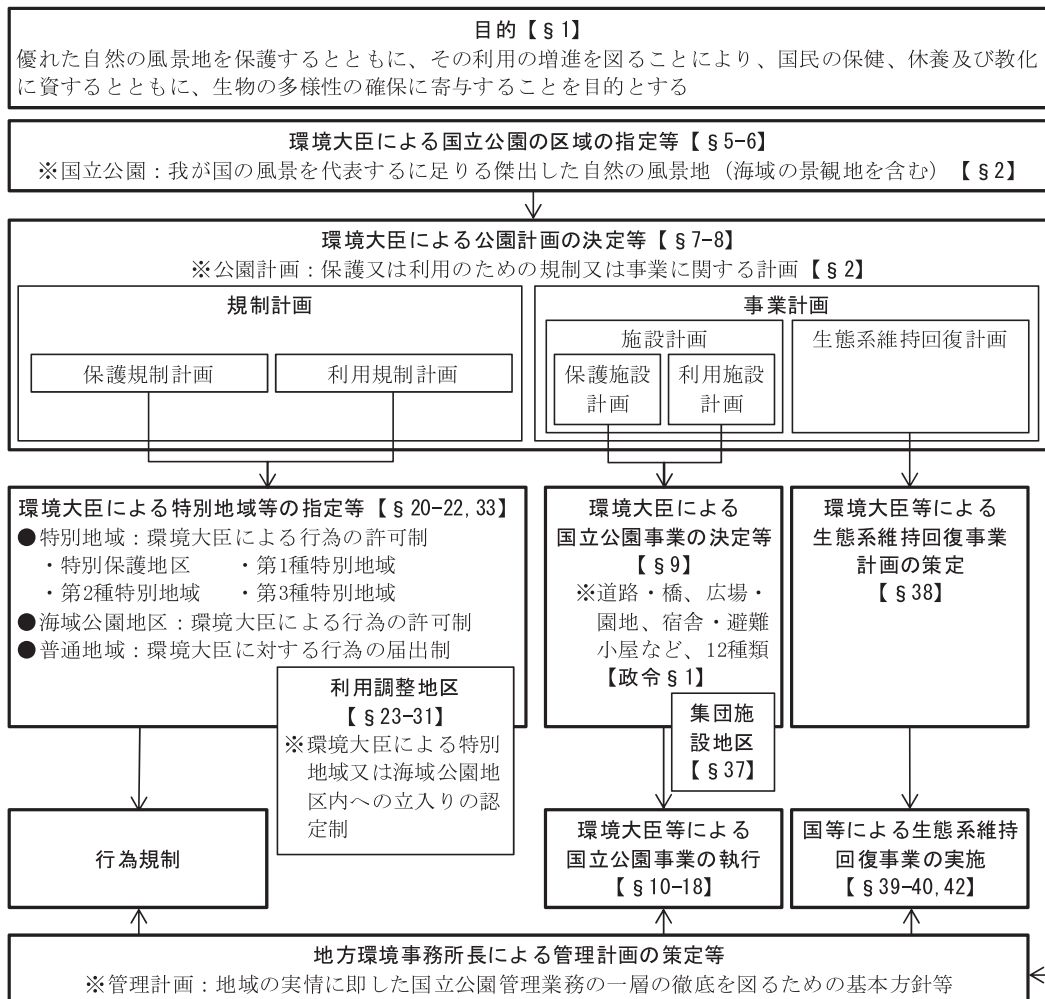 目的【§1】
優れた自然の風景地を保護するとともに、その利用の増進を図ることにより、国民の保健、休養及び教化
に資するとともに、生物の多様性の確保に寄与することを目的とする
環境大臣による国立公園の区域の指定等【§5-6】
※国立公園：我が国の風景を代表するに足りる傑出した自然の風景地（海域の景観地を含む）【§2】
環境大臣による公園計画の決定等【§7-8】
※公園計画：保護又は利用のための規制又は事業に関する計画【§2】
規制計画
保護規制計画
利用規制計画
事業計画
施設計画
保護施設
計画
利用施設
計画
生態系維持回復計画
環境大臣による特別地域等の指定等【§20-22,33】
●特別地域：環境大臣による行為の許可制
・特別保護地区　・第1種特別地域
・第2種特別地域　・第3種特別地域
●海域公園地区：環境大臣による行為の許可制
●普通地域：環境大臣に対する行為の届出制
利用調整地区
【§23-31】
※環境大臣による特別
地域又は海域公園地
区内への立入りの認
定制
環境大臣による
国立公園事業の決定等
【§9】
※道路・橋、広場・
園地、宿舎・避難
小屋など、12種類
【政令§1】
集団施
設地区
【§37】
環境大臣等による
生態系維持回復事業
計画の策定
【§38】
行為規制
環境大臣等による
国立公園事業の執行
【§10-18】
国等による生態系維持
回復事業の実施
【§39-40,42】
地方環境事務所長による管理計画の策定等
※管理計画：地域の実情に即した国立公園管理業務の一層の徹底を図るための基本方針等